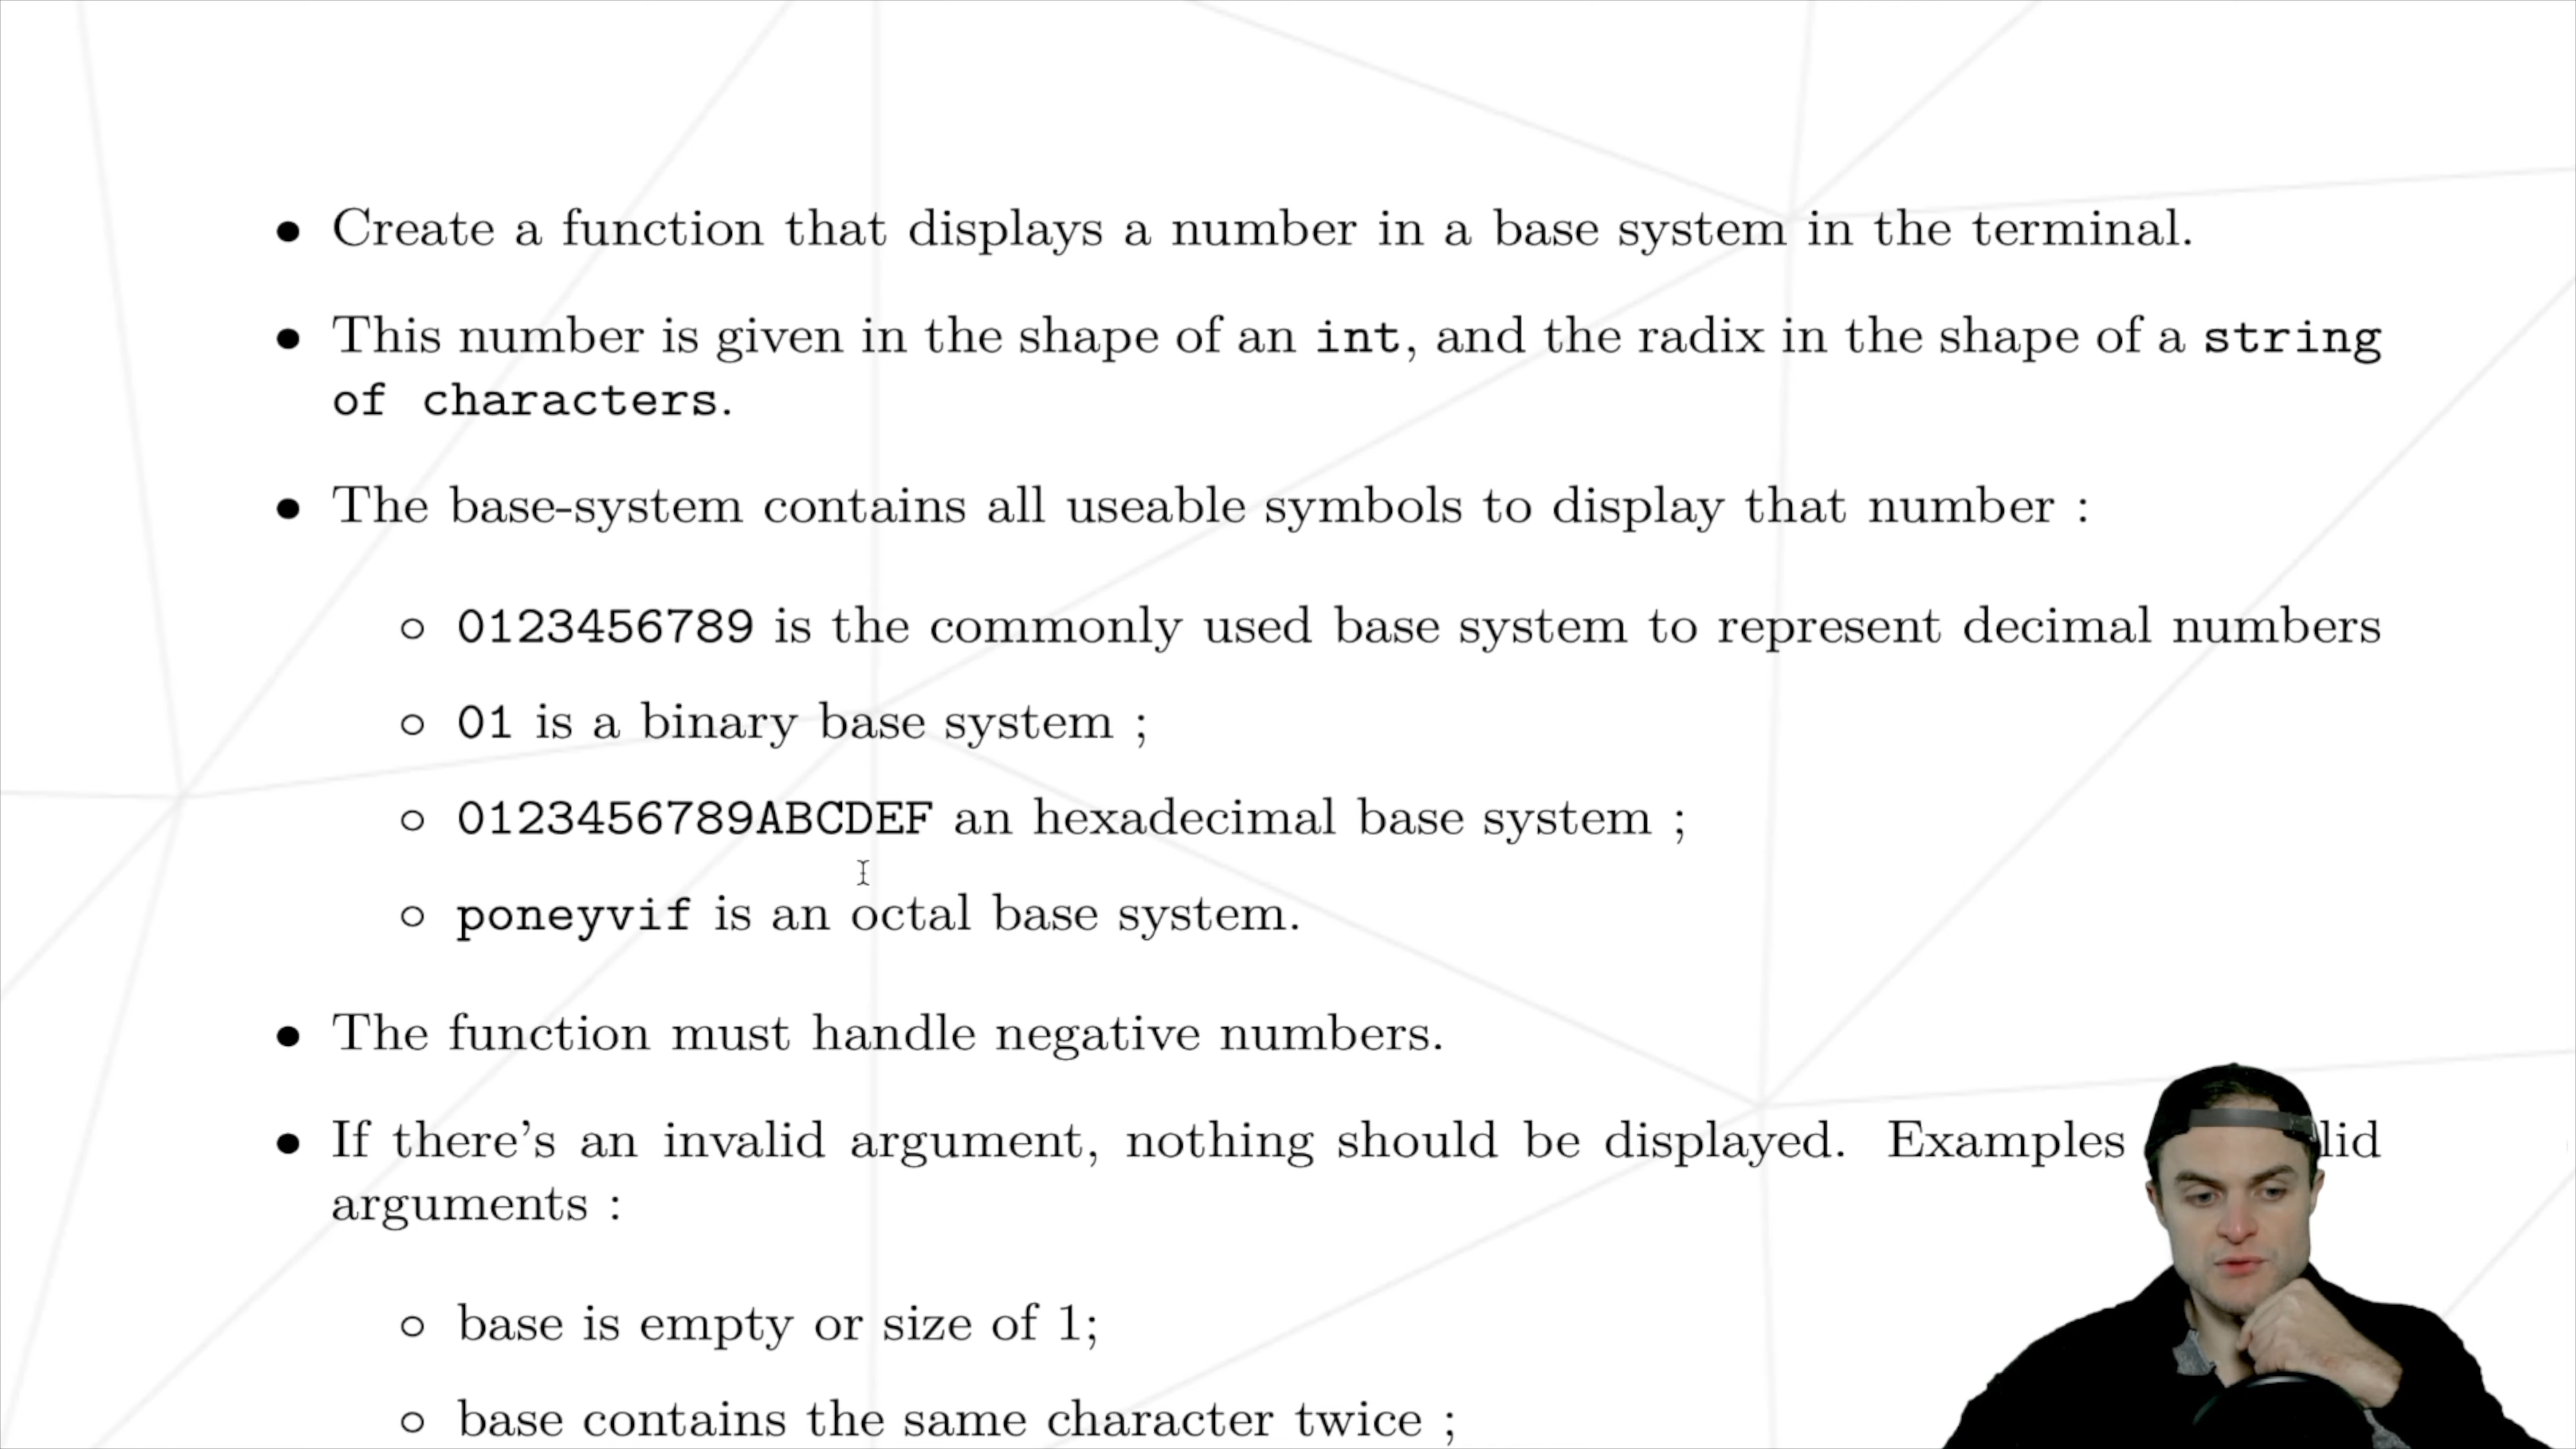 • Create a function that displays a number in a base system in the terminal.
• This number is given in the shape of an int, and the radix in the shape of a string
of characters.
• The base-system contains all useable symbols to display that number :
◦ 0123456789 is the commonly used base system to represent decimal numbers
◦ 01 is a binary base system ;
◦ 0123456789ABCDEF an hexadecimal base system ;
◦ poneyvif is an octal base system.
• The function must handle negative numbers.
• If there's an invalid argument, nothing should be displayed. Examples lid
arguments :
◦ base is empty or size of 1;
◦ base contains the same character twice ;